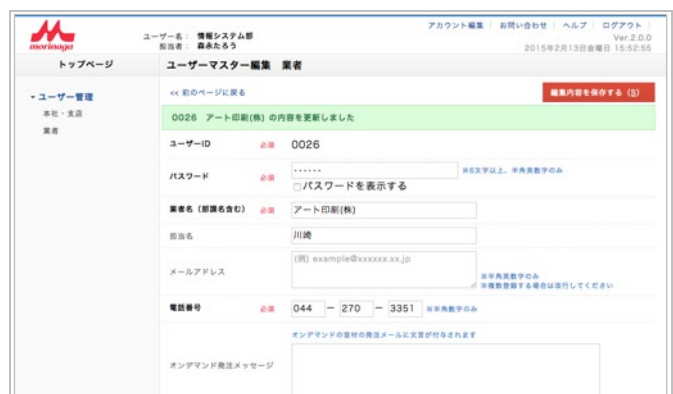 morinaga
ユーザー名： 情報システム部
担当者： 森永たろう
アカウント編集 | お問い合わせ | ヘルプ | ログアウト |
Ver.2.0.0
2015年2月13日金曜日 15:52:55
トップページ
ユーザーマスター編集 業者
ユーザー管理
本社・支店
業者
<< 前のページに戻る
編集内容を保存する (S)
0026 アート印刷(株) の内容を更新しました
ユーザーID 必須 0026
パスワード 必須 ...... ※6文字以上、半角英数字のみ
パスワードを表示する
業者名 (部課名含む) 必須 アート印刷(株)
担当名 川崎
メールアドレス (例) example@xxxxxx.xx.jp
※半角英数字のみ
※複数登録する場合は改行してください
電話番号 必須 044 - 270 - 3351 ※半角数字のみ
オンデマンドの宣材の発注メールに文言が付与されます
オンデマンド発注メッセージ